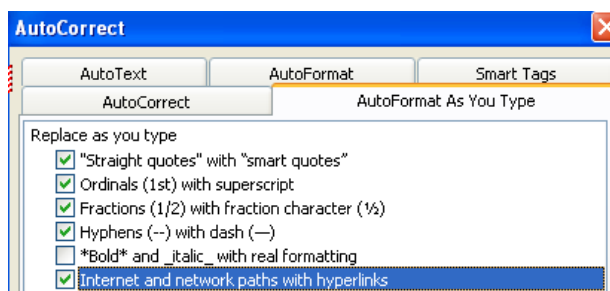 AutoCorrect
AutoText AutoFormat Smart Tags
AutoCorrect AutoFormat As You Type
Replace as you type
"Straight quotes" with “smart quotes”
Ordinals (1st) with superscript
Fractions (1/2) with fraction character (½)
Hyphens (--) with dash (—)
*Bold* and _italic_ with real formatting
Internet and network paths with hyperlinks